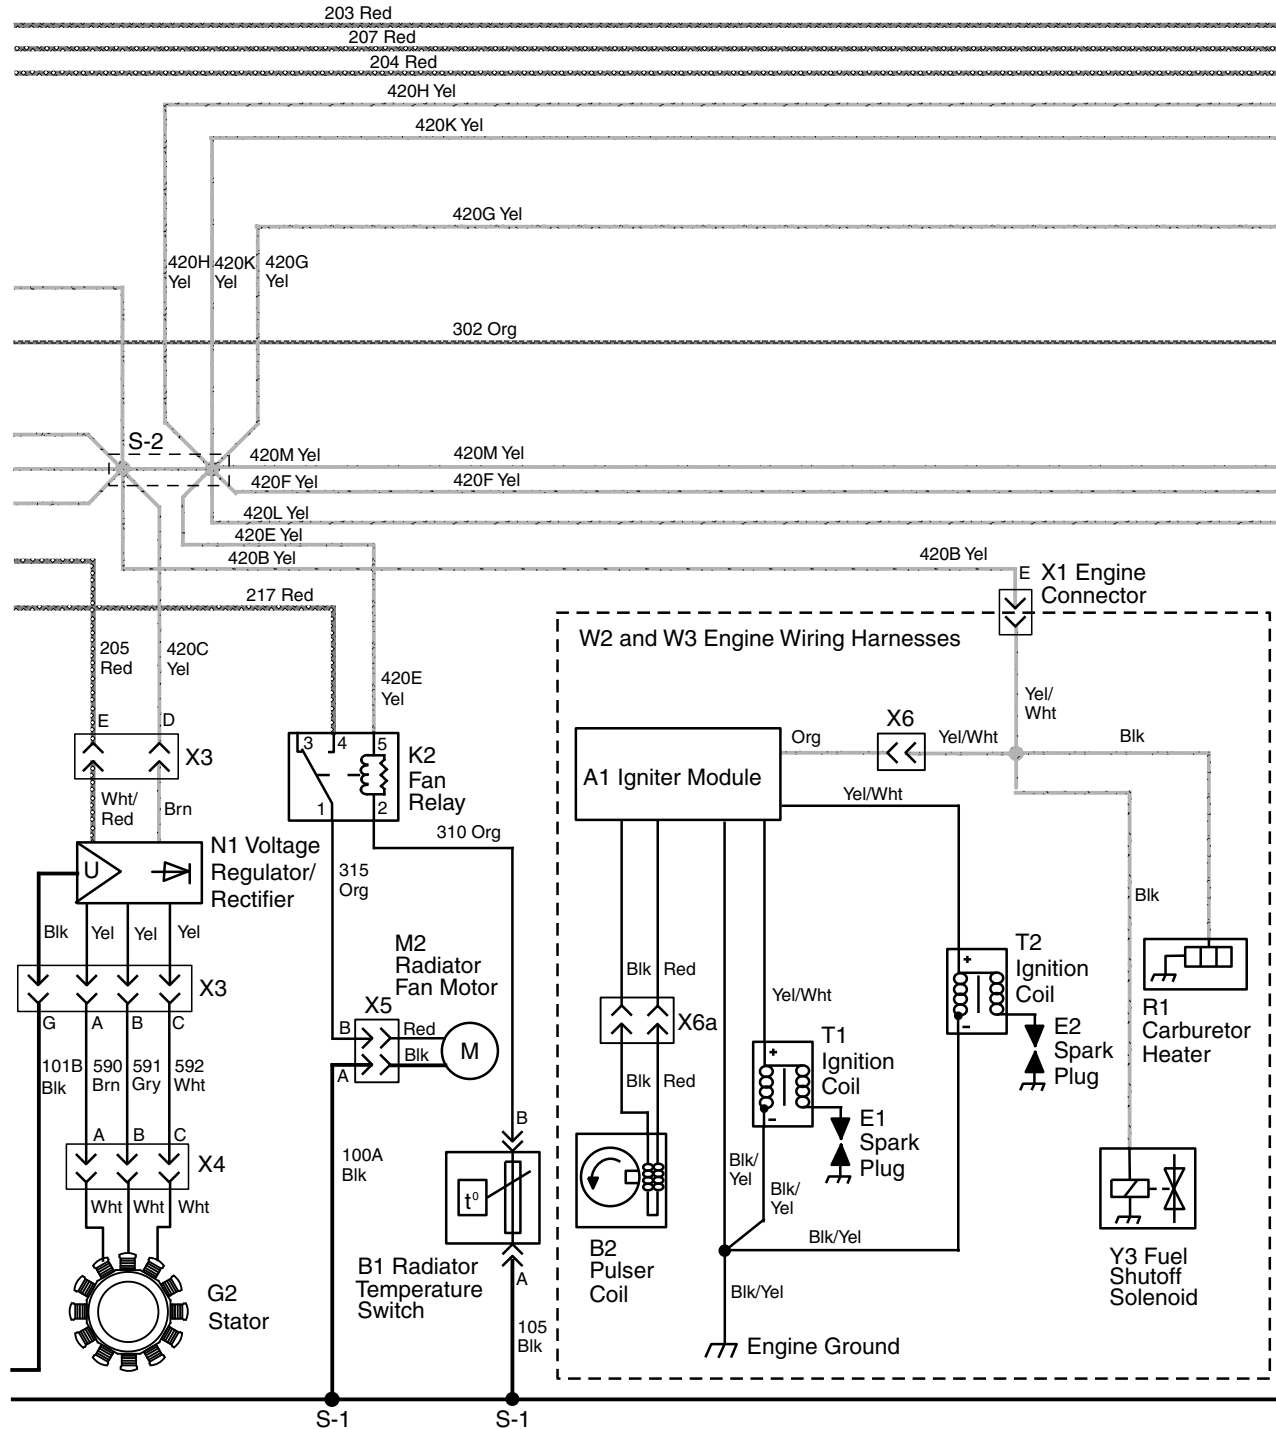 203 Red
207 Red
204 Red
420H Yel
420K Yel
420G Yel
420H
Yel
420K
Yel
420G
Yel
302 Org
S-2
420M Yel
420M Yel
420F Yel
420F Yel
420L Yel
420E Yel
420B Yel
420B Yel
E
X1 Engine
Connector
217 Red
W2 and W3 Engine Wiring Harnesses
205
Red
420C
Yel
420E
Yel
Yel/
Wht
E
D
X3
3
4
5
1
2
K2
Fan
Relay
X6
Org
Yel/Wht
Blk
A1 Igniter Module
Yel/Wht
Wht/
Red
Brn
310 Org
N1 Voltage
Regulator/
Rectifier
U
315
Org
Blk
Blk
Yel
Yel
Yel
M2
Radiator
Fan Motor
T2
Ignition
Coil
+
-
Blk
Red
X3
G
A
B
C
X5
B
A
Red
Blk
M
X6a
Yel/Wht
R1
Carburetor
Heater
E2
Spark
Plug
T1
Ignition
Coil
+
-
101B
Blk
590
Brn
591
Gry
592
Wht
Blk
Red
E1
Spark
Plug
A
B
C
X4
B
100A
Blk
t⁰
Blk/
Yel
Blk/
Yel
Wht
Wht
Wht
Blk/Yel
B1 Radiator
Temperature
Switch
A
B2
Pulser
Coil
Y3 Fuel
Shutoff
Solenoid
G2
Stator
Blk/Yel
105
Blk
Engine Ground
S-1
S-1